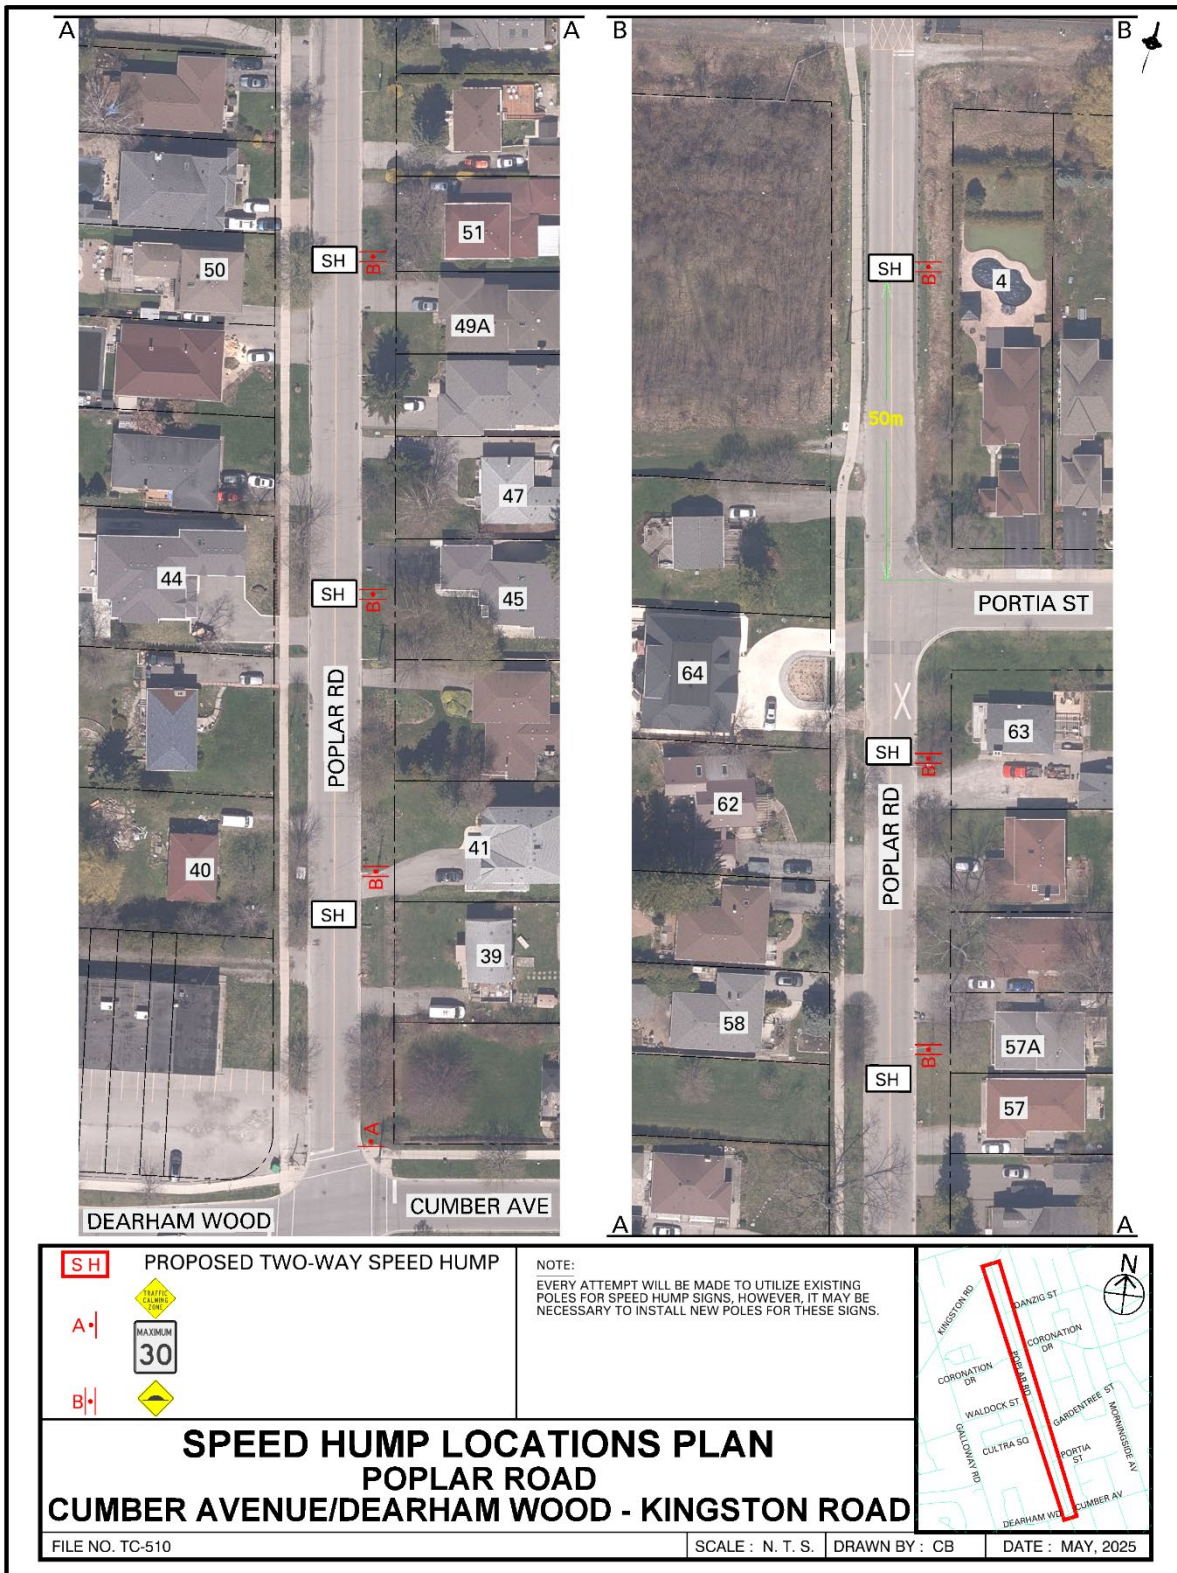 A
A
50
SH
B
51
49A
47
44
SH
B
45
POPLAR RD
40
B
41
SH
39
A
DEARHAM WOOD
CUMBER AVE
B
B
SH
B
4
50m
PORTIA ST
64
SH
B
63
62
POPLAR RD
58
B
57A
SH
57
A
A
SH
PROPOSED TWO-WAY SPEED HUMP
TRAFFIC
CALMING
ZONE
A
MAXIMUM
30
B
NOTE:
EVERY ATTEMPT WILL BE MADE TO UTILIZE EXISTING
POLES FOR SPEED HUMP SIGNS, HOWEVER, IT MAY BE
NECESSARY TO INSTALL NEW POLES FOR THESE SIGNS.
N
KINGSTON RD
DANZIG ST
CORONATION
DR
POPLAR RD
CORONATION
DR
WALDOCK ST
GARDENTREE ST
MORNINGSIDE AV
GALLOWAY RD
CULTRA SQ
PORTIA
ST
DEARHAM WD
CUMBER AV
SPEED HUMP LOCATIONS PLAN
POPLAR ROAD
CUMBER AVENUE/DEARHAM WOOD - KINGSTON ROAD
FILE NO. TC-510
SCALE : N. T. S.
DRAWN BY : CB
DATE : MAY, 2025